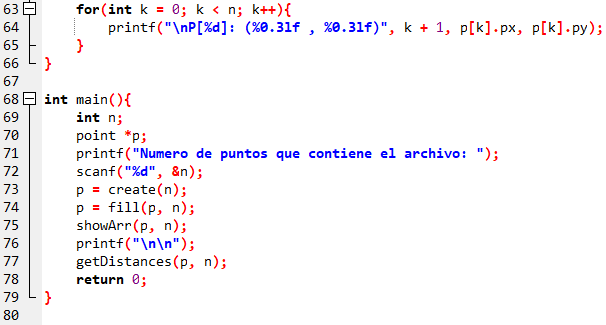 63 for(int k = 0; k < n; k++){
64 printf("\nP[%d]: (%0.3lf , %0.3lf)", k + 1, p[k].px, p[k].py);
65 }
66 }
67
68 int main(){
69 int n;
70 point *p;
71 printf("Numero de puntos que contiene el archivo: ");
72 scanf("%d", &n);
73 p = create(n);
74 p = fill(p, n);
75 showArr(p, n);
76 printf("\n\n");
77 getDistances(p, n);
78 return 0;
79 }
80